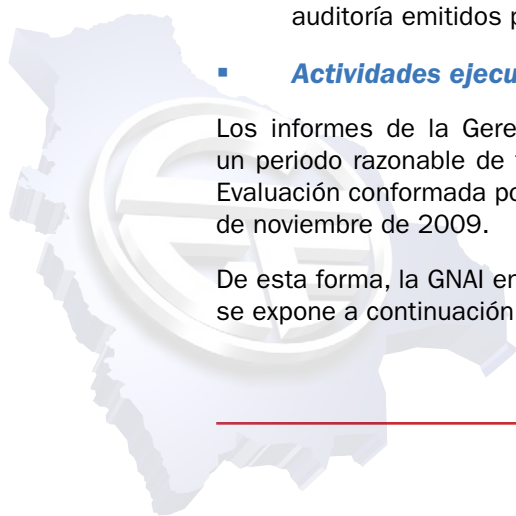 auditoría emitidos p
▪ Actividades ejecu
Los informes de la Gere
un periodo razonable de
Evaluación conformada po
de noviembre de 2009.
De esta forma, la GNAI en
se expone a continuación